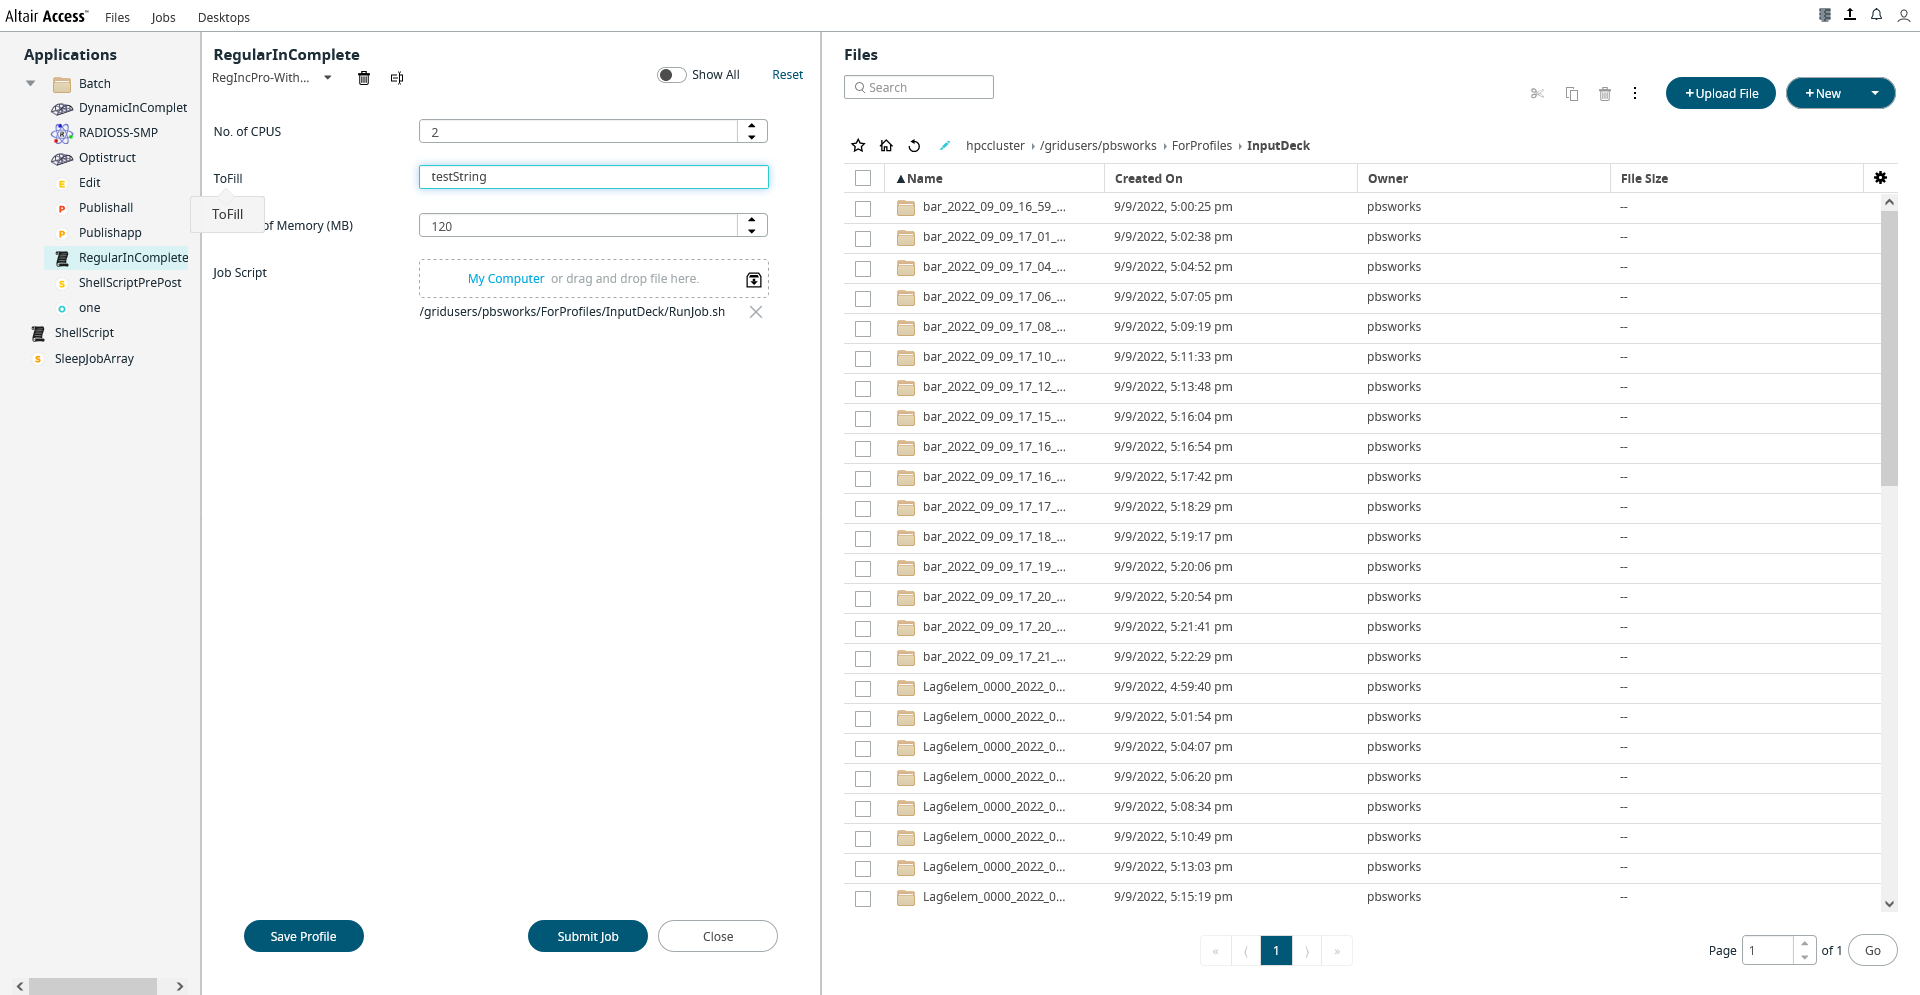 Altair Access™ Files Jobs Desktops
Applications
Batch
DynamicInComplet
RADIOSS-SMP
Optistruct
E Edit
P Publishall
P Publishapp
RegularInComplete
S ShellScriptPrePost
O one
ShellScript
S SleepJobArray
RegularInComplete
RegIncPro-With...
Show All Reset
No. of CPUS 2
ToFill testString
ToFill
of Memory (MB) 120
Job Script My Computer or drag and drop file here.
/gridusers/pbsworks/ForProfiles/InputDeck/RunJob.sh
Save Profile Submit Job Close
Files
Search
+Upload File +New
hpccluster › /gridusers/pbsworks › ForProfiles › InputDeck
▲Name Created On Owner File Size
bar_2022_09_09_16_59_... 9/9/2022, 5:00:25 pm pbsworks --
bar_2022_09_09_17_01_... 9/9/2022, 5:02:38 pm pbsworks --
bar_2022_09_09_17_04_... 9/9/2022, 5:04:52 pm pbsworks --
bar_2022_09_09_17_06_... 9/9/2022, 5:07:05 pm pbsworks --
bar_2022_09_09_17_08_... 9/9/2022, 5:09:19 pm pbsworks --
bar_2022_09_09_17_10_... 9/9/2022, 5:11:33 pm pbsworks --
bar_2022_09_09_17_12_... 9/9/2022, 5:13:48 pm pbsworks --
bar_2022_09_09_17_15_... 9/9/2022, 5:16:04 pm pbsworks --
bar_2022_09_09_17_16_... 9/9/2022, 5:16:54 pm pbsworks --
bar_2022_09_09_17_16_... 9/9/2022, 5:17:42 pm pbsworks --
bar_2022_09_09_17_17_... 9/9/2022, 5:18:29 pm pbsworks --
bar_2022_09_09_17_18_... 9/9/2022, 5:19:17 pm pbsworks --
bar_2022_09_09_17_19_... 9/9/2022, 5:20:06 pm pbsworks --
bar_2022_09_09_17_20_... 9/9/2022, 5:20:54 pm pbsworks --
bar_2022_09_09_17_20_... 9/9/2022, 5:21:41 pm pbsworks --
bar_2022_09_09_17_21_... 9/9/2022, 5:22:29 pm pbsworks --
Lag6elem_0000_2022_0... 9/9/2022, 4:59:40 pm pbsworks --
Lag6elem_0000_2022_0... 9/9/2022, 5:01:54 pm pbsworks --
Lag6elem_0000_2022_0... 9/9/2022, 5:04:07 pm pbsworks --
Lag6elem_0000_2022_0... 9/9/2022, 5:06:20 pm pbsworks --
Lag6elem_0000_2022_0... 9/9/2022, 5:08:34 pm pbsworks --
Lag6elem_0000_2022_0... 9/9/2022, 5:10:49 pm pbsworks --
Lag6elem_0000_2022_0... 9/9/2022, 5:13:03 pm pbsworks --
Lag6elem_0000_2022_0... 9/9/2022, 5:15:19 pm pbsworks --
« ⟨ 1 ⟩ » Page 1 of 1 Go